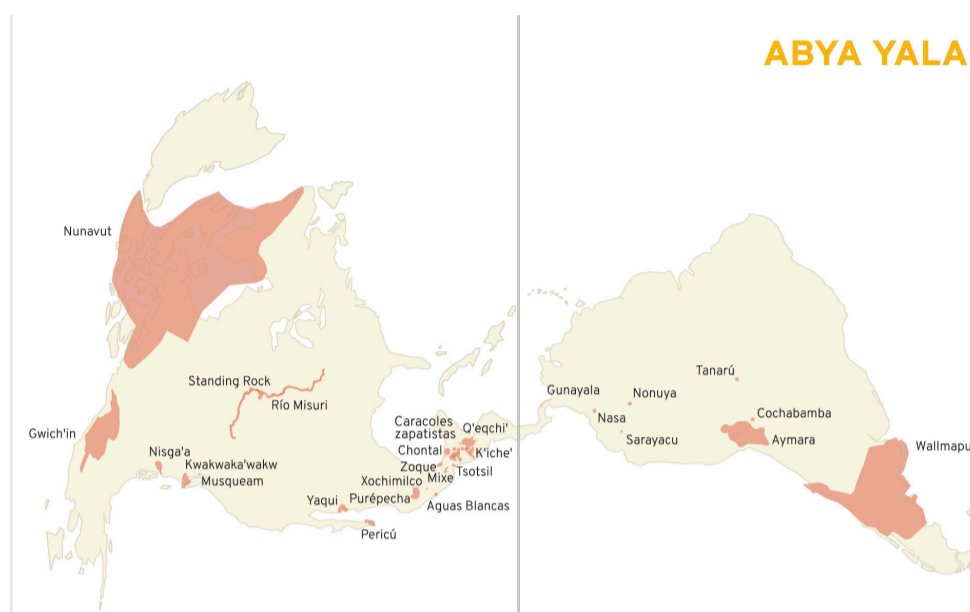 ABYA YALA
Nunavut
Standing Rock
Río Misuri
Gwich'in
Nisga'a
Kwakwaka'wakw
Musqueam
Yaqui
Pericú
Purépecha
Xochimilco
Caracoles
zapatistas
Chontal
Zoque
Mixe
Aguas Blancas
Q'eqchi'
K'iche'
Tsotsil
Gunayala
Nasa
Nonuya
Sarayacu
Tanarú
Cochabamba
Aymara
Wallmapu